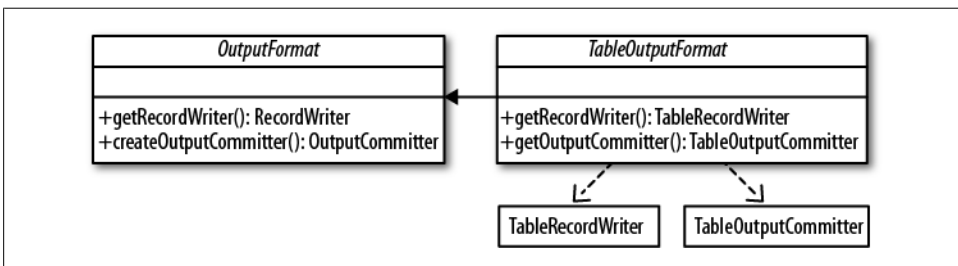 OutputFormat
+getRecordWriter(): RecordWriter
+createOutputCommitter(): OutputCommitter
TableOutputFormat
+getRecordWriter(): TableRecordWriter
+getOutputCommitter(): TableOutputCommitter
TableRecordWriter
TableOutputCommitter